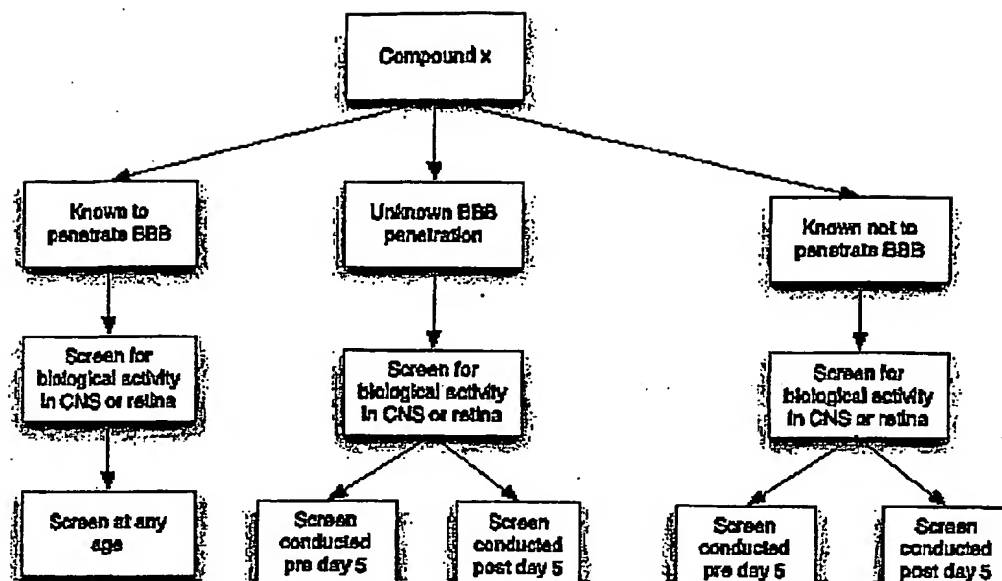 Compound x
Known to
penetrate BBB
Unknown BBB
penetration
Known not to
penetrate BBB
Screen for
biological activity
in CNS or retina
Screen for
biological activity
in CNS or retina
Screen for
biological activity
in CNS or retina
Screen at any
age
Screen
conducted
pre day 5
Screen
conducted
post day 5
Screen
conducted
pre day 5
Screen
conducted
post day 5